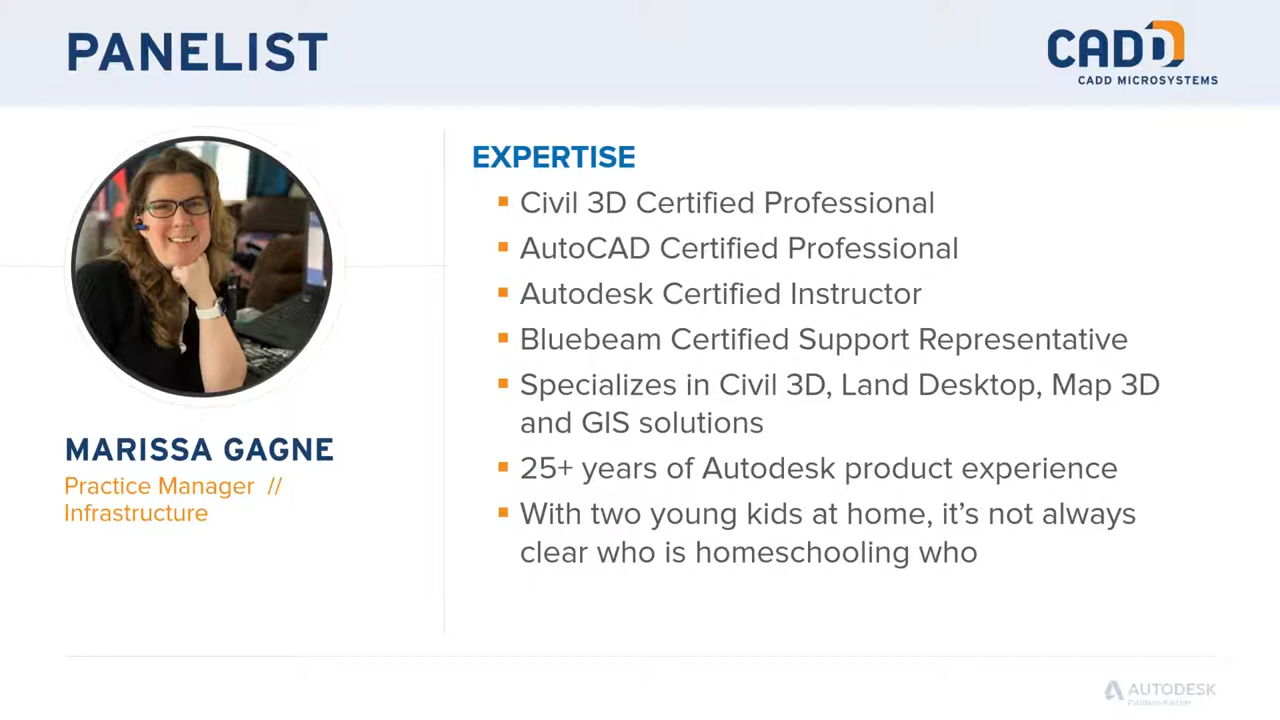 PANELIST
CADD
CADD MICROSYSTEMS
EXPERTISE
Civil 3D Certified Professional
AutoCAD Certified Professional
Autodesk Certified Instructor
Bluebeam Certified Support Representative
Specializes in Civil 3D, Land Desktop, Map 3D
and GIS solutions
25+ years of Autodesk product experience
With two young kids at home, it’s not always
clear who is homeschooling who
MARISSA GAGNE
Practice Manager //
Infrastructure
AUTODESK
Platinum Partner